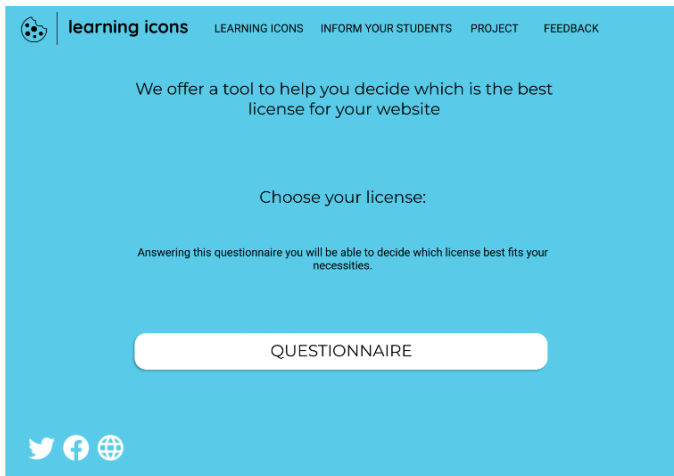 learning icons LEARNING ICONS INFORM YOUR STUDENTS PROJECT FEEDBACK
We offer a tool to help you decide which is the best
license for your website
Choose your license:
Answering this questionnaire you will be able to decide which license best fits your
necessities.
QUESTIONNAIRE